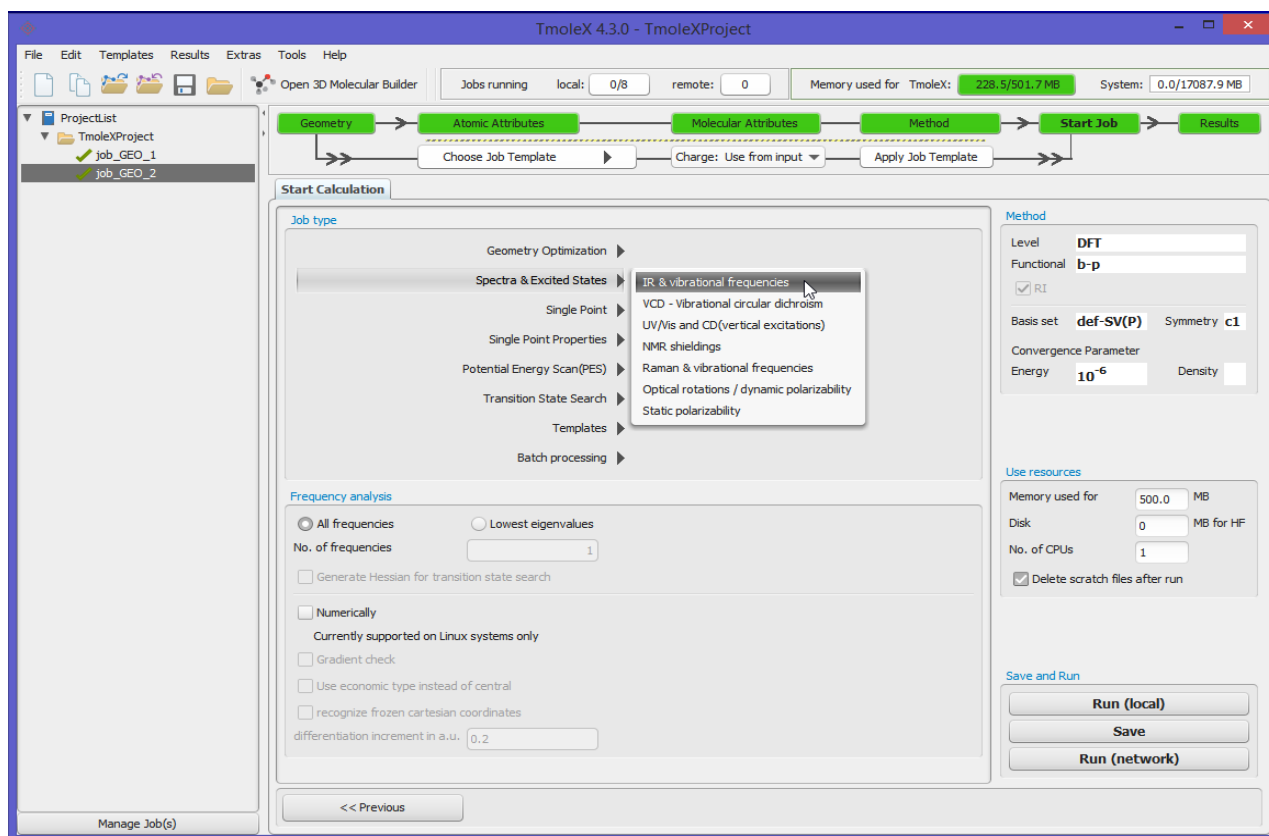 TmoleX 4.3.0 - TmoleXProject
File Edit Templates Results Extras Tools Help
Open 3D Molecular Builder Jobs running local: 0/8 remote: 0 Memory used for TmoleX: 228.5/501.7 MB System: 0.0/17087.9 MB
ProjectList
TmoleXProject
job_GEO_1
job_GEO_2
Manage Job(s)
Geometry Atomic Attributes Molecular Attributes Method Start Job Results
Choose Job Template Charge: Use from input Apply Job Template
Start Calculation
Job type
Geometry Optimization
Spectra & Excited States
Single Point
Single Point Properties
Potential Energy Scan(PES)
Transition State Search
Templates
Batch processing
IR & vibrational frequencies
VCD - Vibrational circular dichroism
UV/Vis and CD(vertical excitations)
NMR shieldings
Raman & vibrational frequencies
Optical rotations / dynamic polarizability
Static polarizability
Frequency analysis
All frequencies Lowest eigenvalues
No. of frequencies 1
Generate Hessian for transition state search
Numerically
Currently supported on Linux systems only
Gradient check
Use economic type instead of central
recognize frozen cartesian coordinates
differentiation increment in a.u. 0.2
<< Previous
Method
Level DFT
Functional b-p
RI
Basis set def-SV(P) Symmetry c1
Convergence Parameter
Energy 10⁻⁶ Density
Use resources
Memory used for 500.0 MB
Disk 0 MB for HF
No. of CPUs 1
Delete scratch files after run
Save and Run
Run (local)
Save
Run (network)